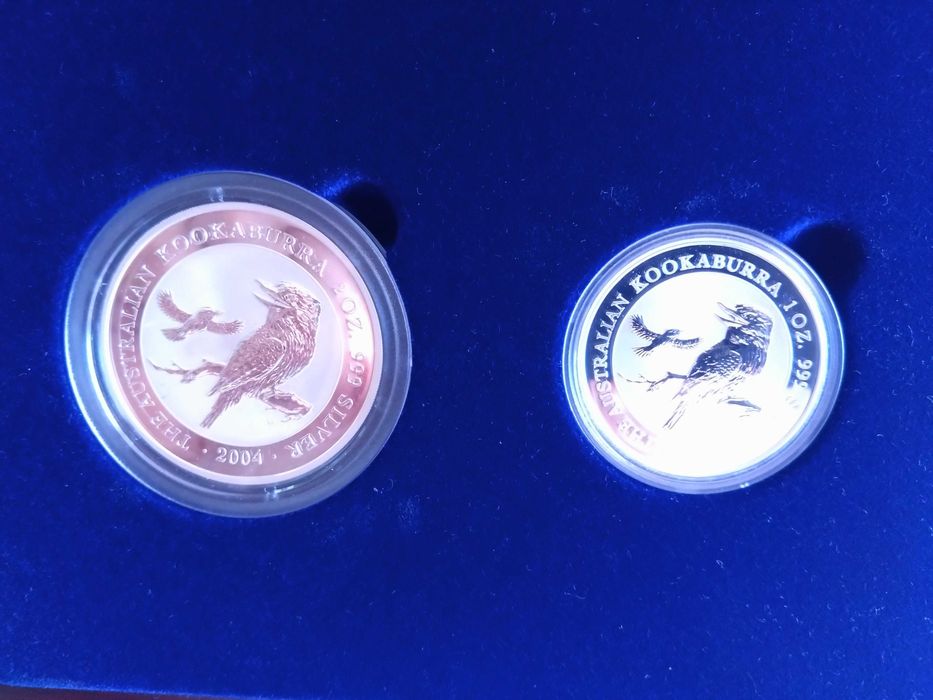 THE AUSTRALIAN KOOKABURRA 2 OZ. 999 SILVER
· 2004 ·
THE AUSTRALIAN KOOKABURRA 1 OZ. 999